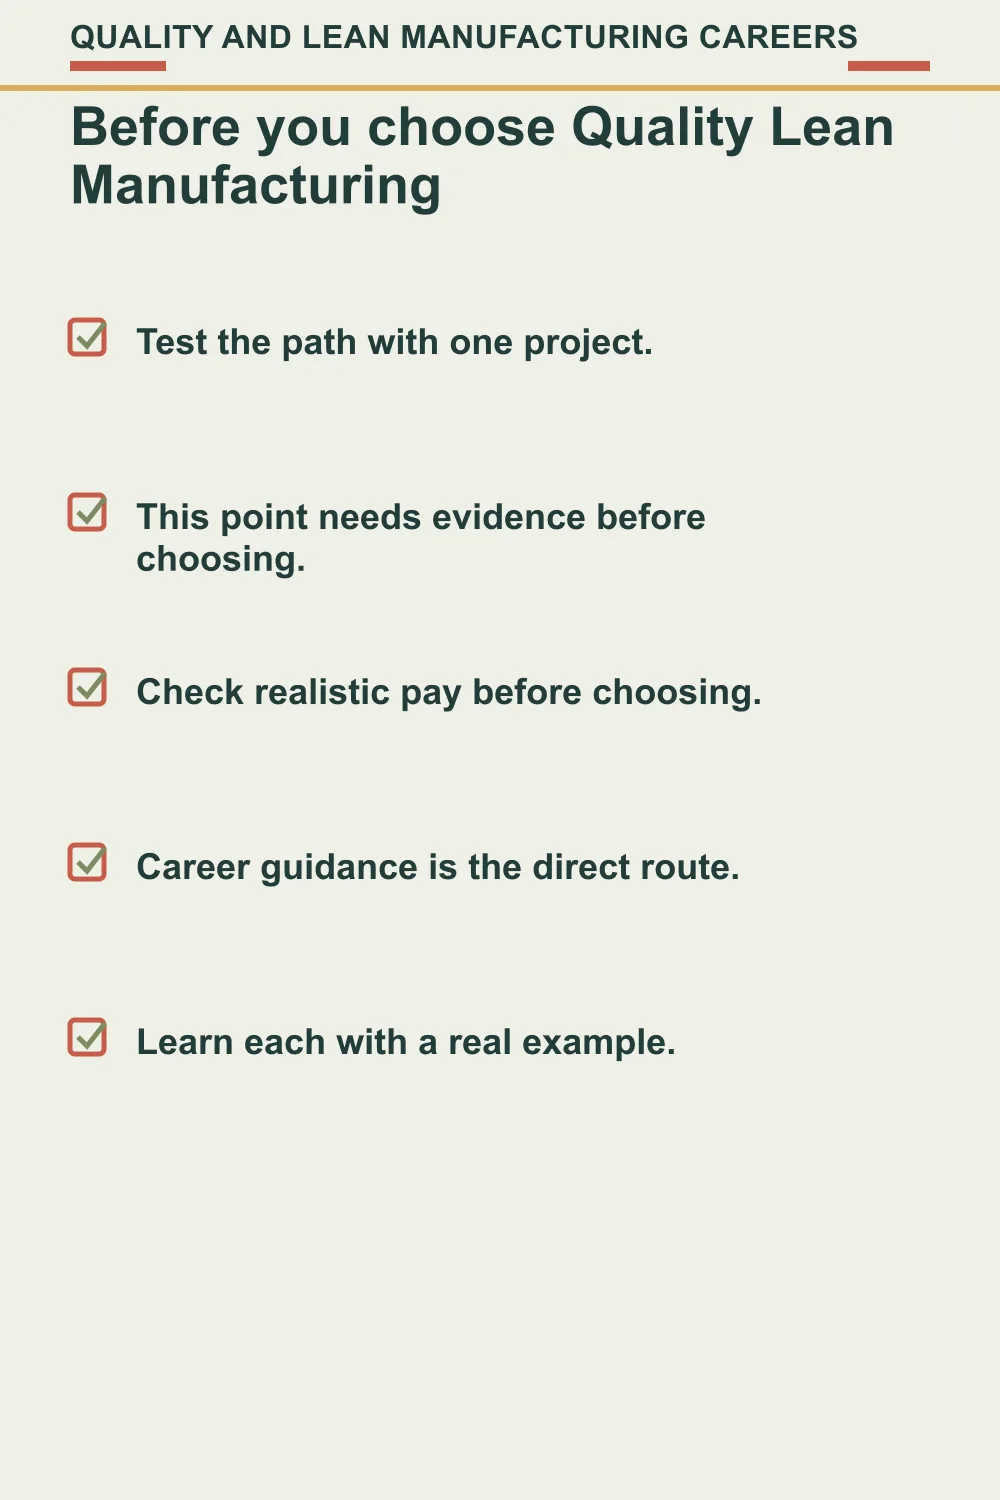 QUALITY AND LEAN MANUFACTURING CAREERS
Before you choose Quality Lean
Manufacturing
Test the path with one project.
This point needs evidence before
choosing.
Check realistic pay before choosing.
Career guidance is the direct route.
Learn each with a real example.